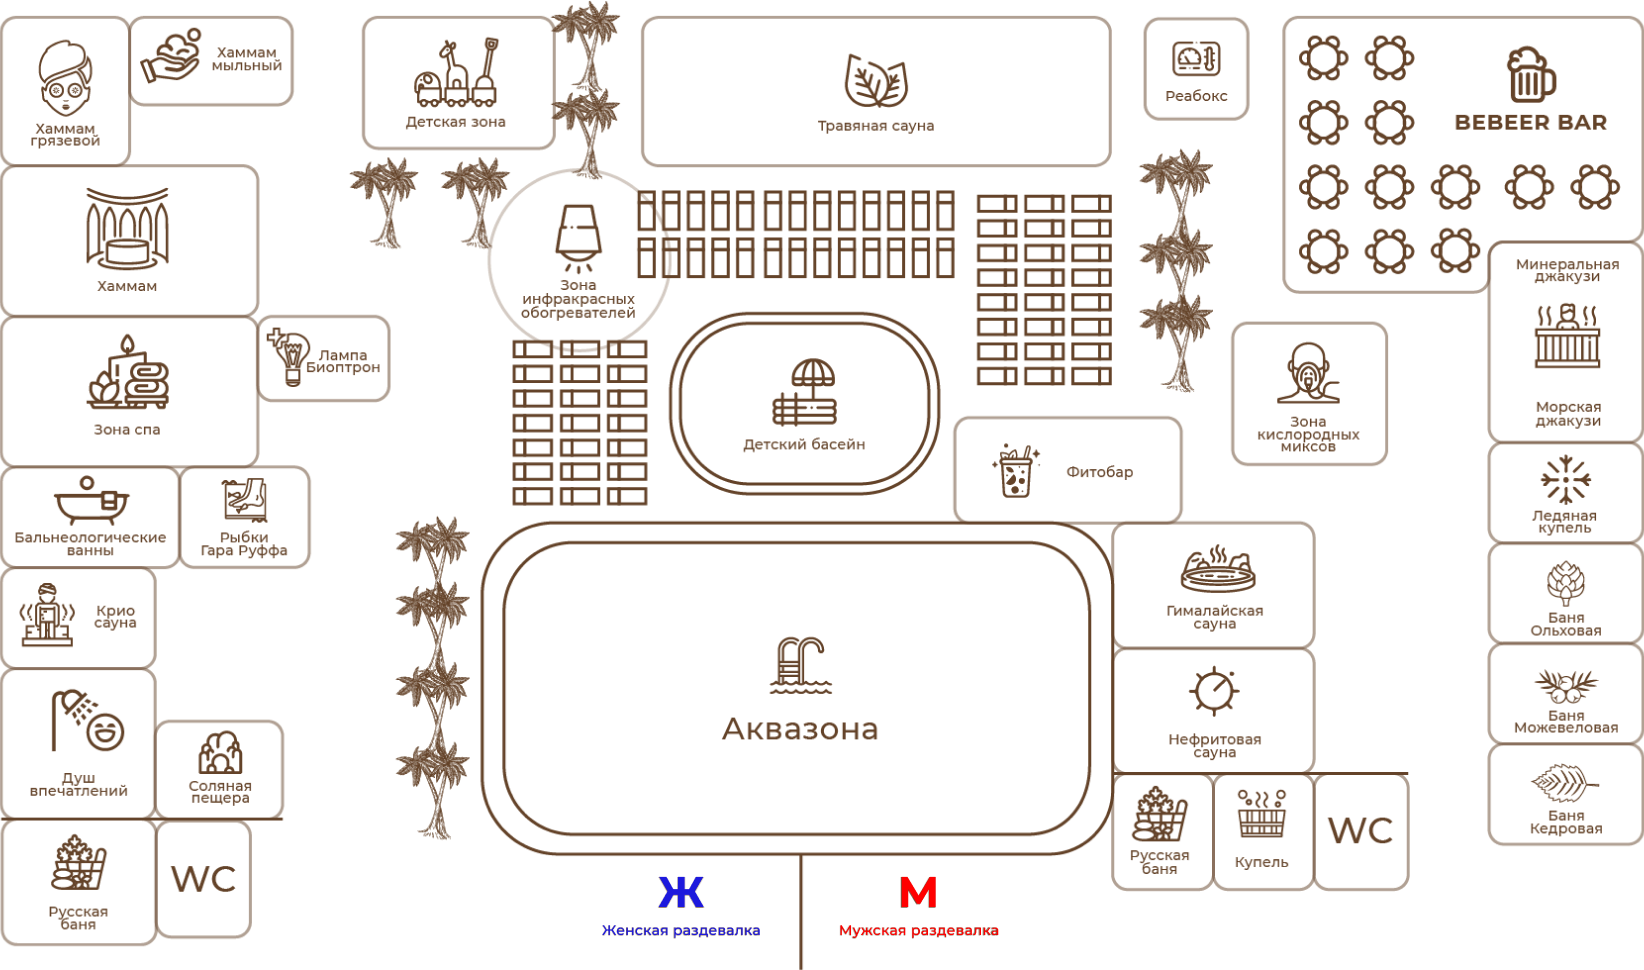 Хаммам
грязевой
Хаммам
мыльный
Детская зона
Травяная сауна
Реабокс
BEBEER BAR
Хаммам
Зона
инфракрасных
обогревателей
Минеральная
джакузи
Морская
джакузи
Зона спа
Лампа
Биоптрон
Детский басейн
Фитобар
Зона
кислородных
миксов
Бальнеологические
ванны
Рыбки
Гара Руффа
Ледяная
купель
Крио
сауна
Гималайская
сауна
Баня
Ольховая
Душ
впечатлений
Соляная
пещера
Аквазона
Нефритовая
сауна
Баня
Можевеловая
Русская
баня
WC
Ж
Женская раздевалка
М
Мужская раздевалка
Русская
баня
Купель
WC
Баня
Кедровая